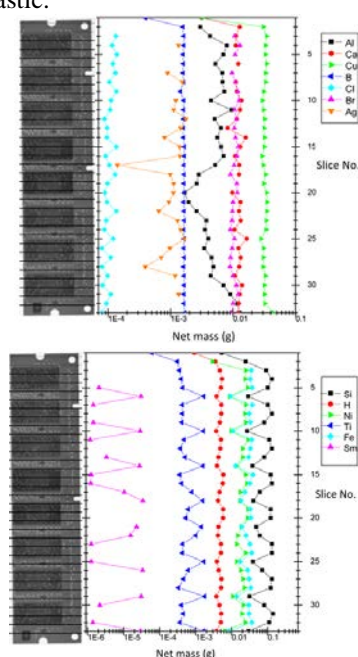 astic.
Al
Ca
Cu
B
Cl
Br
Ag
5
10
15
20
25
30
Slice No.
1E-4 1E-3 0.01 0.1
Net mass (g)
Si
H
Ni
Ti
Fe
Sm
5
10
15
20
25
30
Slice No.
1E-6 1E-5 1E-4 1E-3 0.01 0.1
Net mass (g)